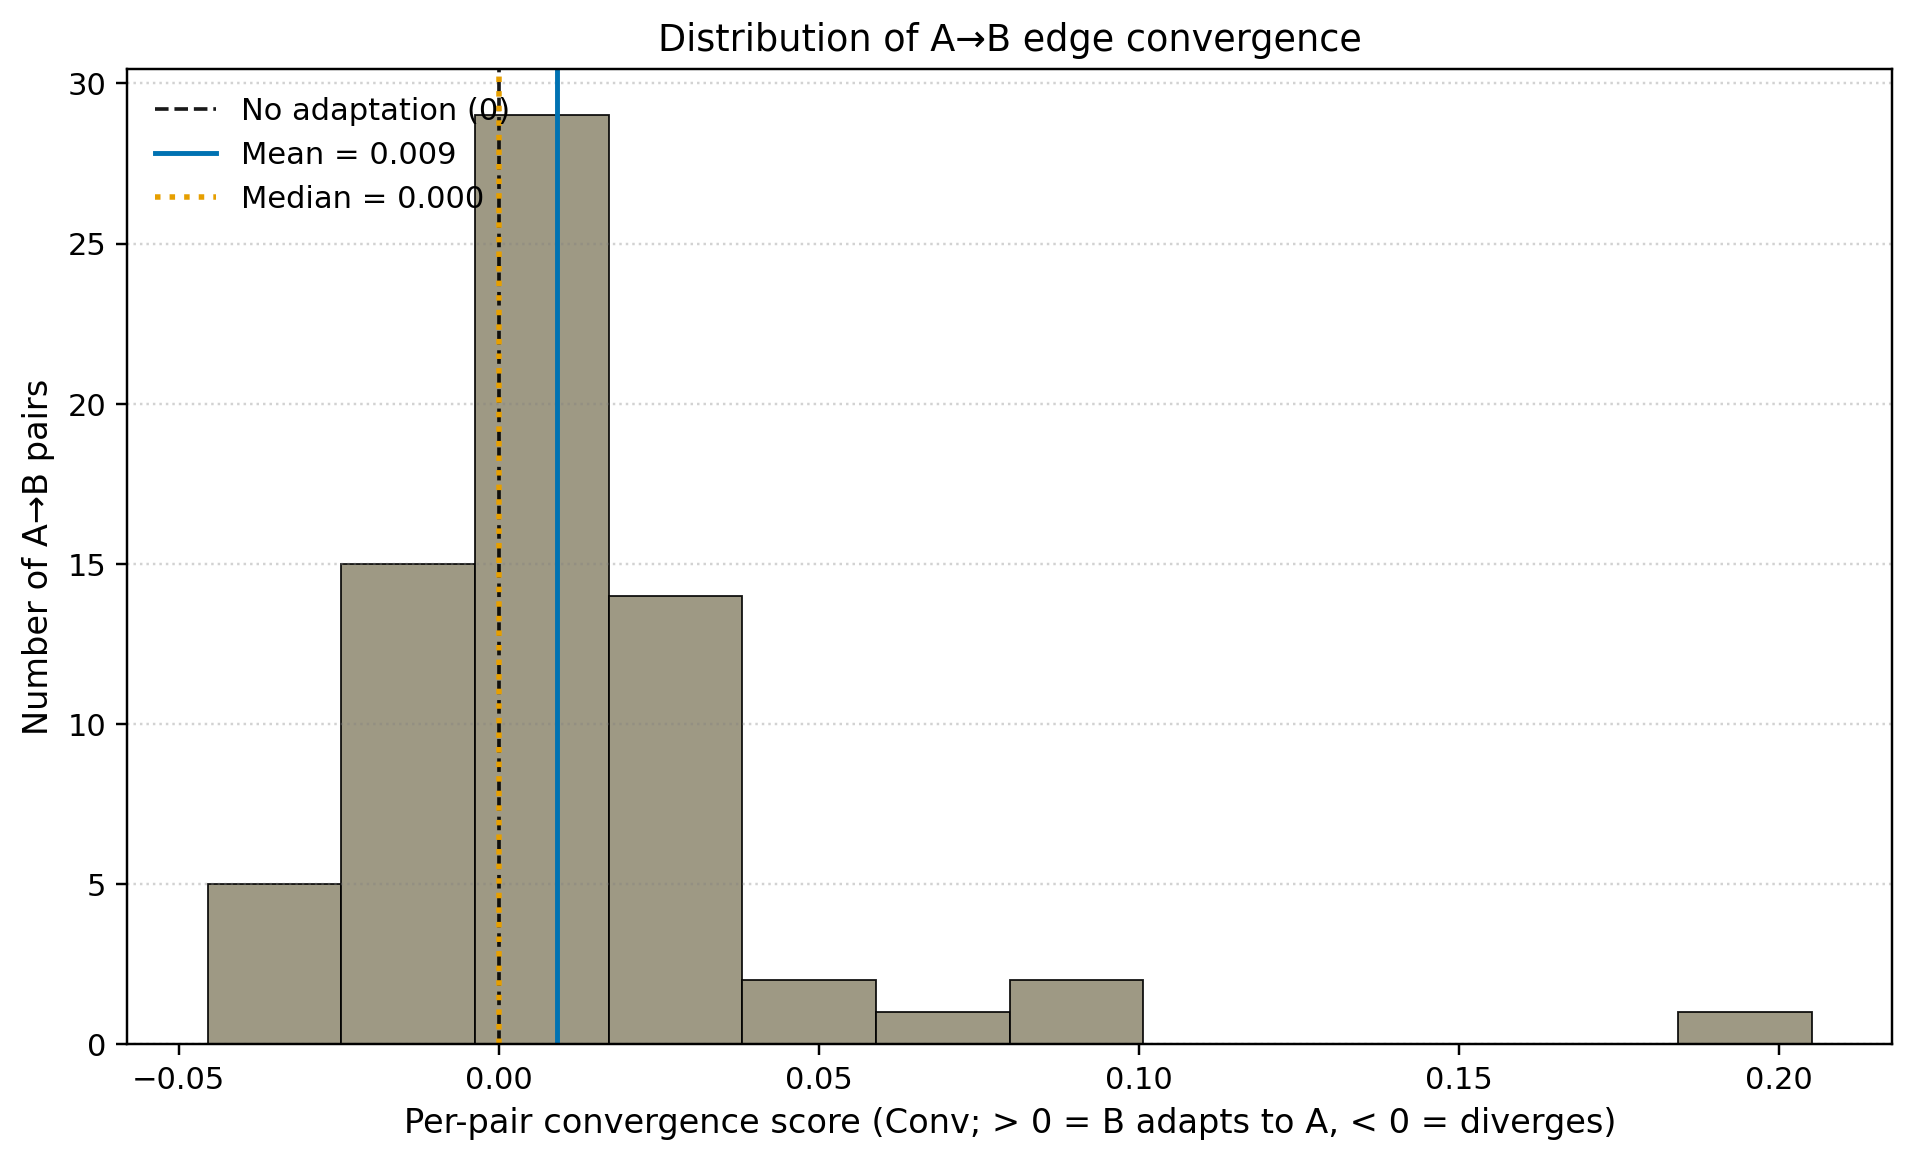 Distribution of A→B edge convergence
No adaptation (0)
Mean = 0.009
Median = 0.000
Number of A→B pairs
30
25
20
15
10
5
0
−0.05 0.00 0.05 0.10 0.15 0.20
Per-pair convergence score (Conv; > 0 = B adapts to A, < 0 = diverges)